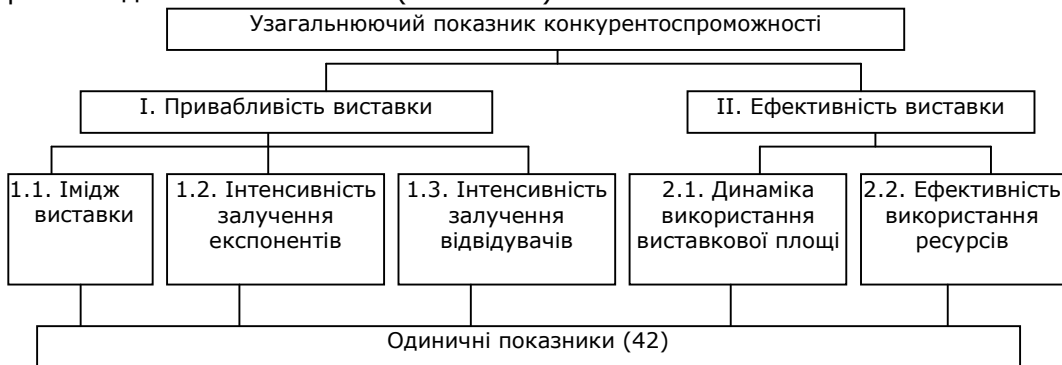 Узагальнюючий показник конкурентоспроможності
І. Привабливість виставки
ІІ. Ефективність виставки
1.1. Імідж
виставки
1.2. Інтенсивність
залучення
експонентів
1.3. Інтенсивність
залучення
відвідувачів
2.1. Динаміка
використання
виставкової площі
2.2. Ефективність
використання
ресурсів
Одиничні показники (42)